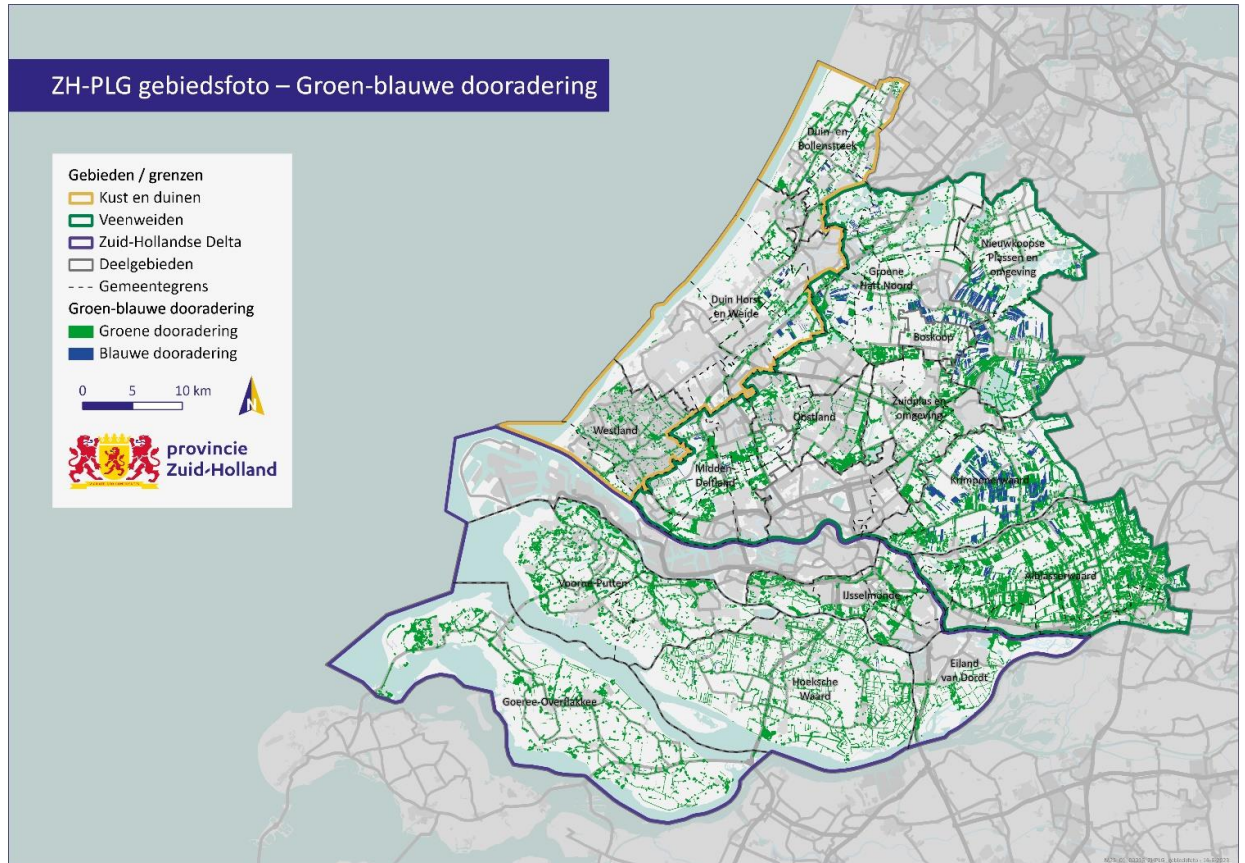 ZH-PLG gebiedsfoto – Groen-blauwe dooradering
Gebieden / grenzen
Kust en duinen
Veenweiden
Zuid-Hollandse Delta
Deelgebieden
Gemeentegrens
Groen-blauwe dooradering
Groene dooradering
Blauwe dooradering
0 5 10 km
N
provincie
Zuid-Holland
Duin- en
Bollenstreek
Nieuwkoopse
Plassen en
omgeving
Groene
Hart Noord
Duin Horst
en Weide
Boskoop
Zuidplas en
omgeving
Oostland
Westland
Midden-
Delfland
Krimpenerwaard
Alblasserwaard
Voorne-Putten
IJsselmonde
Eiland
van Dordt
Hoeksche
Waard
Goeree-Overflakkee